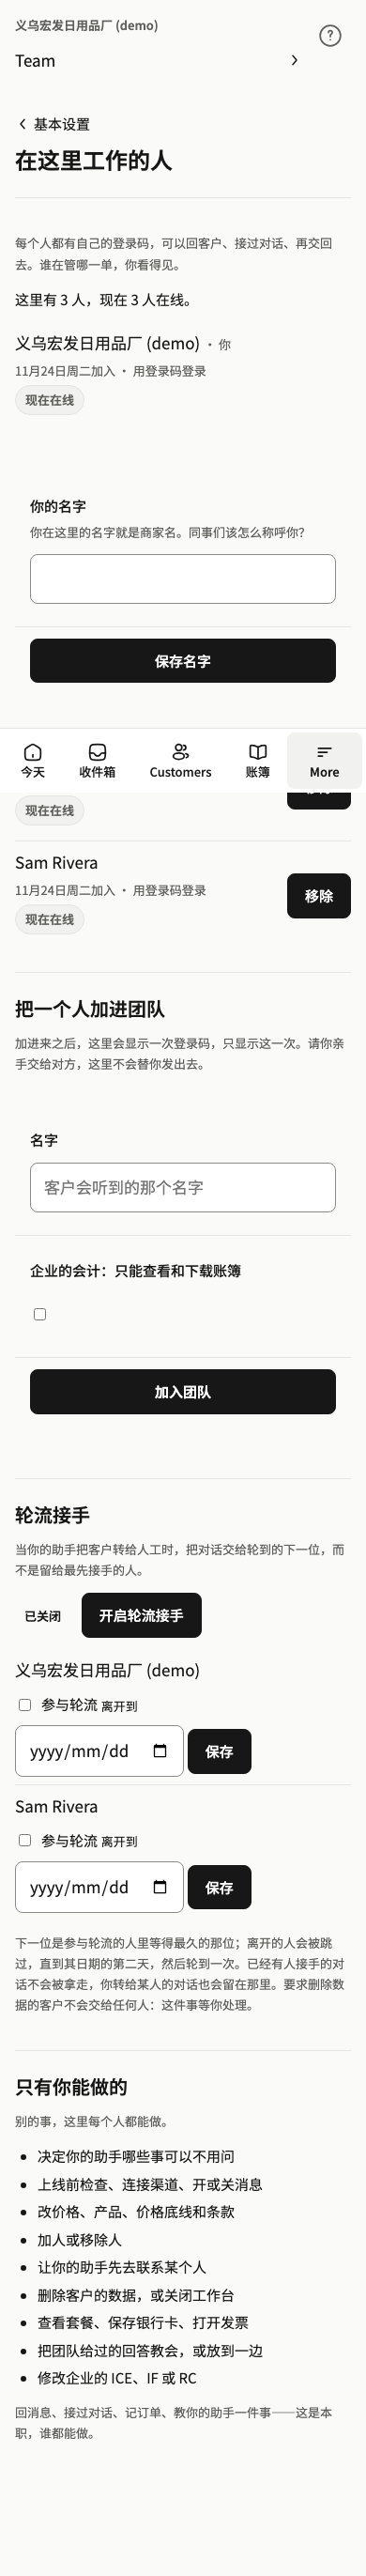 义乌宏发日用品厂 (demo)
Team
基本设置
在这里工作的人
每个人都有自己的登录码，可以回客户、接过对话、再交回
去。谁在管哪一单，你看得见。
这里有 3 人，现在 3 人在线。
义乌宏发日用品厂 (demo) · 你
11月24日周二加入 · 用登录码登录
现在在线
你的名字
你在这里的名字就是商家名。同事们该怎么称呼你？
保存名字
今天
收件箱
Customers
账簿
More
现在在线
Sam Rivera
11月24日周二加入 · 用登录码登录
现在在线
移除
把一个人加进团队
加进来之后，这里会显示一次登录码，只显示这一次。请你亲
手交给对方，这里不会替你发出去。
名字
客户会听到的那个名字
企业的会计：只能查看和下载账簿
加入团队
轮流接手
当你的助手把客户转给人工时，把对话交给轮到的下一位，而
不是留给最先接手的人。
已关闭
开启轮流接手
义乌宏发日用品厂 (demo)
参与轮流 离开到
yyyy/mm/dd
保存
Sam Rivera
参与轮流 离开到
yyyy/mm/dd
保存
下一位是参与轮流的人里等得最久的那位；离开的人会被跳
过，直到其日期的第二天，然后轮到一次。已经有人接手的对
话不会被拿走，你转给某人的对话也会留在那里。要求删除数
据的客户不会交给任何人：这件事等你处理。
只有你能做的
别的事，这里每个人都能做。
决定你的助手哪些事可以不用问
上线前检查、连接渠道、开或关消息
改价格、产品、价格底线和条款
加人或移除人
让你的助手先去联系某个人
删除客户的数据，或关闭工作台
查看套餐、保存银行卡、打开发票
把团队给过的回答教会，或放到一边
修改企业的 ICE、IF 或 RC
回消息、接过对话、记订单、教你的助手一件事——这是本
职，谁都能做。